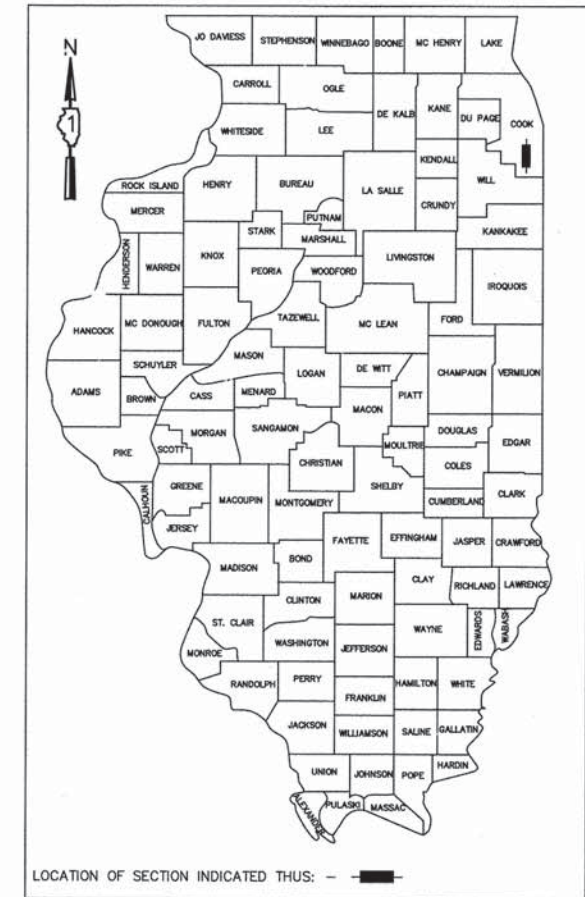 JO DAVIESS STEPHENSON WINNEBAGO BOONE MC HENRY LAKE
N
CARROLL OGLE
DE KALB KANE DU PAGE COOK
1
WHITESIDE LEE
KENDALL WILL
ROCK ISLAND HENRY BUREAU LA SALLE
MERCER PUTNAM GRUNDY
STARK MARSHALL KANKAKEE
HENDERSON WARREN KNOX PEORIA WOODFORD LIVINGSTON IROQUOIS
HANCOCK MC DONOUGH FULTON TAZEWELL MC LEAN FORD
SCHUYLER MASON LOGAN DE WITT CHAMPAIGN VERMILION
ADAMS BROWN CASS MENARD MACON PIATT
PIKE SCOTT MORGAN SANGAMON CHRISTIAN MOULTRIE DOUGLAS EDGAR
COLES
CALHOUN GREENE MACOUPIN MONTGOMERY SHELBY CUMBERLAND CLARK
JERSEY FAYETTE EFFINGHAM JASPER CRAWFORD
MADISON BOND CLAY RICHLAND LAWRENCE
CLINTON MARION
ST. CLAIR WAYNE EDWARDS WABASH
MONROE WASHINGTON JEFFERSON
RANDOLPH PERRY FRANKLIN HAMILTON WHITE
JACKSON WILLIAMSON SALINE GALLATIN
UNION JOHNSON POPE HARDIN
ALEXANDER PULASKI MASSAC
LOCATION OF SECTION INDICATED THUS: – –